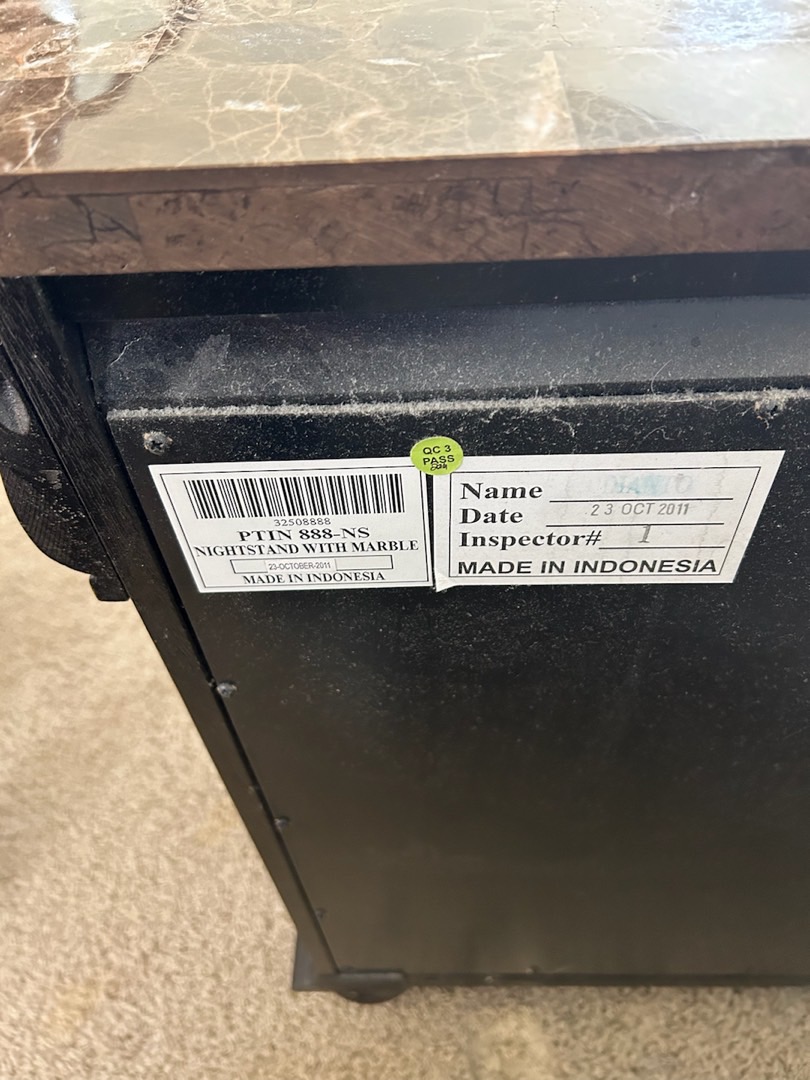 QC 3
PASS
32508888
PTIN 888-NS
NIGHTSTAND WITH MARBLE
23-OCTOBER-2011
MADE IN INDONESIA
Name
Date 23 OCT 2011
Inspector# 1
MADE IN INDONESIA